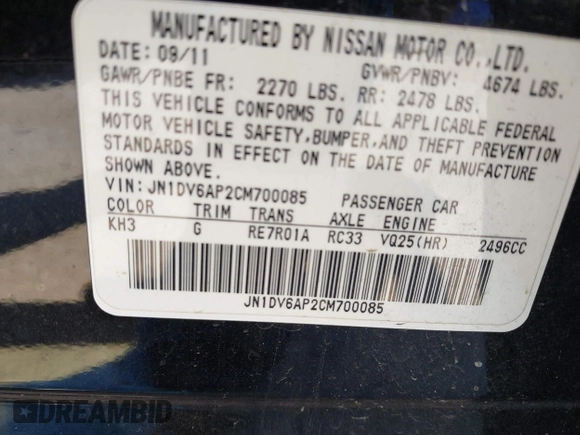 MANUFACTURED BY NISSAN MOTOR CO.,LTD.
DATE: 09/11 GVWR/PNBV: 4674 LBS.
GAWR/PNBE FR: 2270 LBS. RR: 2478 LBS.
THIS VEHICLE CONFORMS TO ALL APPLICABLE FEDERAL
MOTOR VEHICLE SAFETY,BUMPER,AND THEFT PREVENTION
STANDARDS IN EFFECT ON THE DATE OF MANUFACTURE
SHOWN ABOVE.
VIN: JN1DV6AP2CM700085 PASSENGER CAR
COLOR TRIM TRANS AXLE ENGINE
KH3 G RE7R01A RC33 VQ25(HR) 2496CC
JN1DV6AP2CM700085
DREAMBID